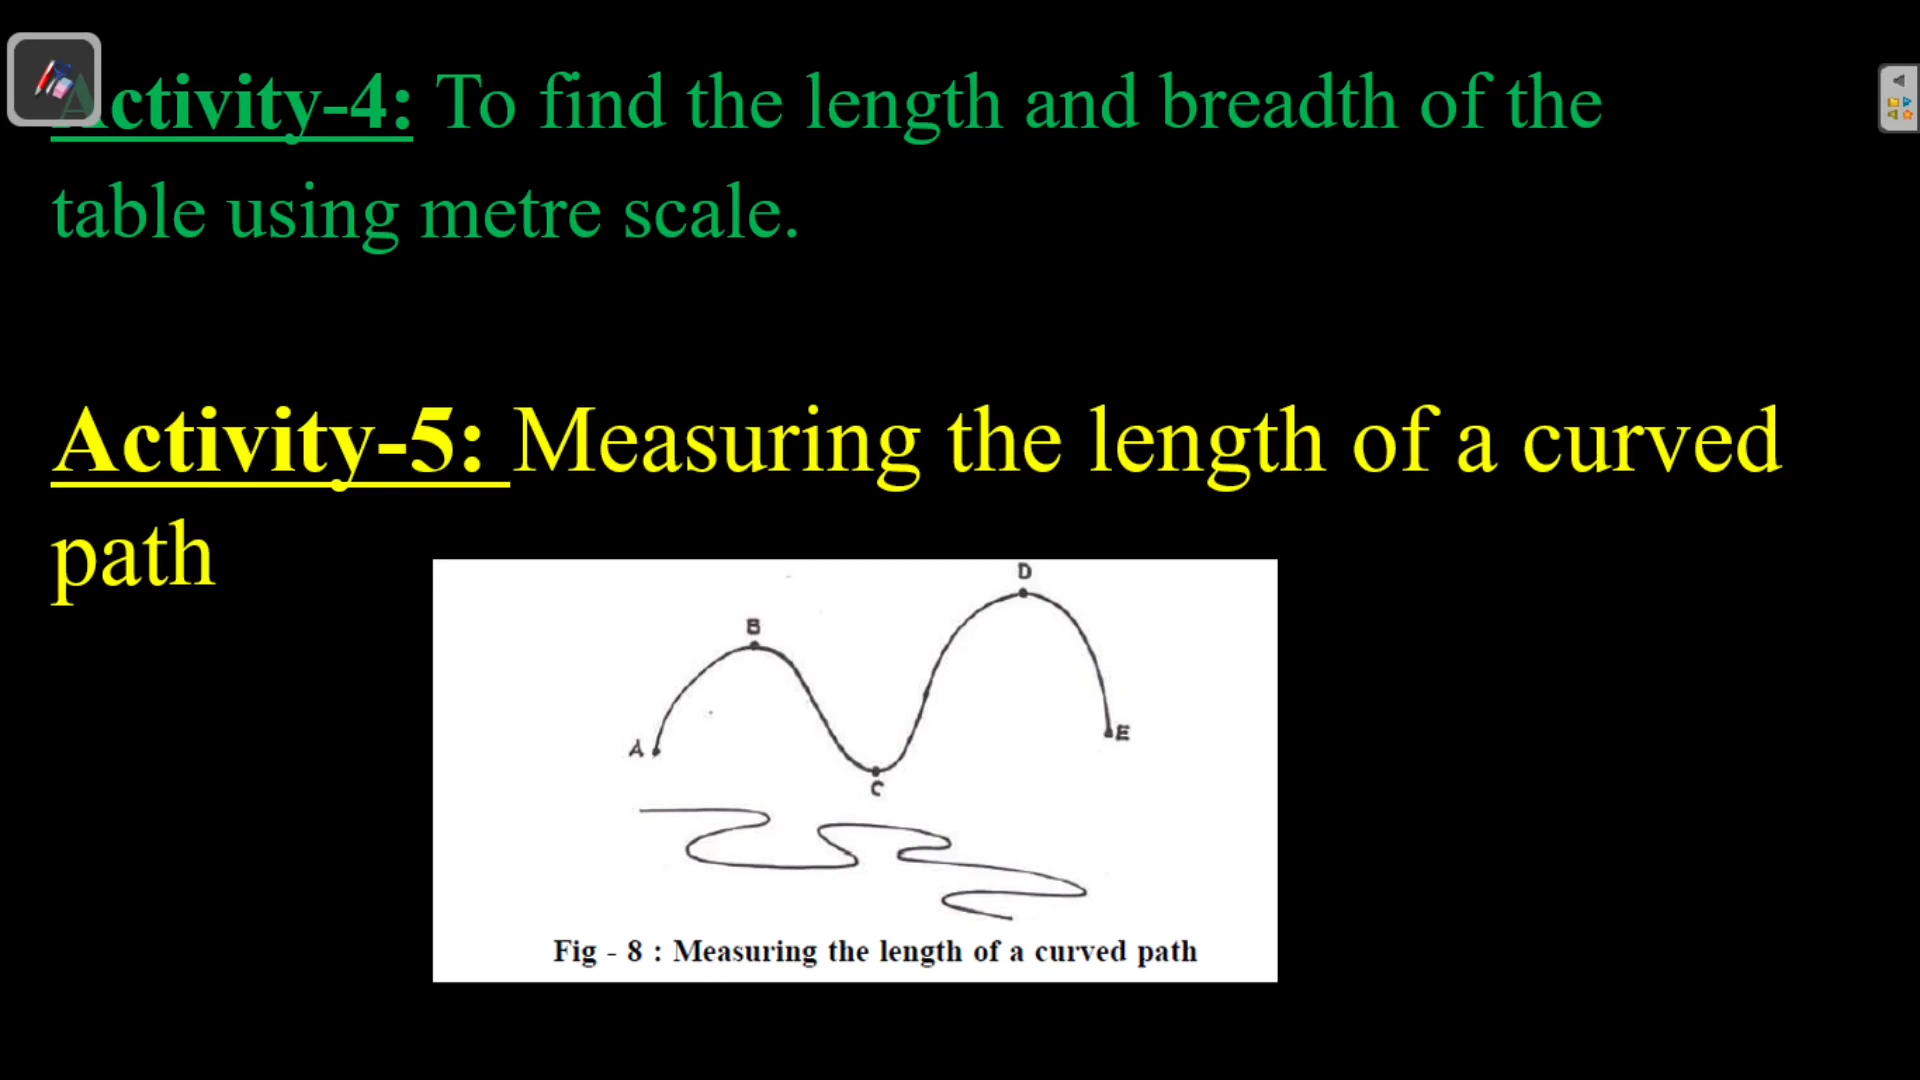 Activity-4: To find the length and breadth of the
table using metre scale.
Activity-5: Measuring the length of a curved
path
D
B
A
E
C
Fig - 8 : Measuring the length of a curved path